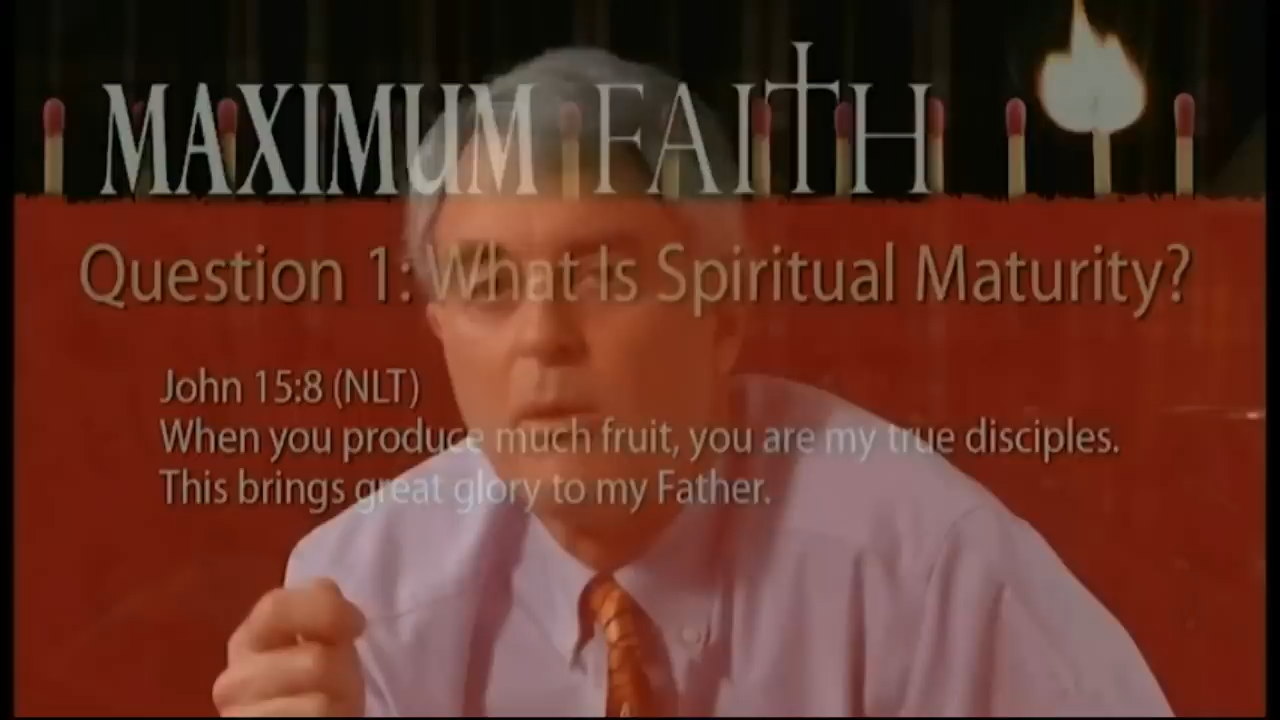 MAXIMUM FAITH
Question 1: What Is Spiritual Maturity?
John 15:8 (NLT)
When you produce much fruit, you are my true disciples.
This brings great glory to my Father.